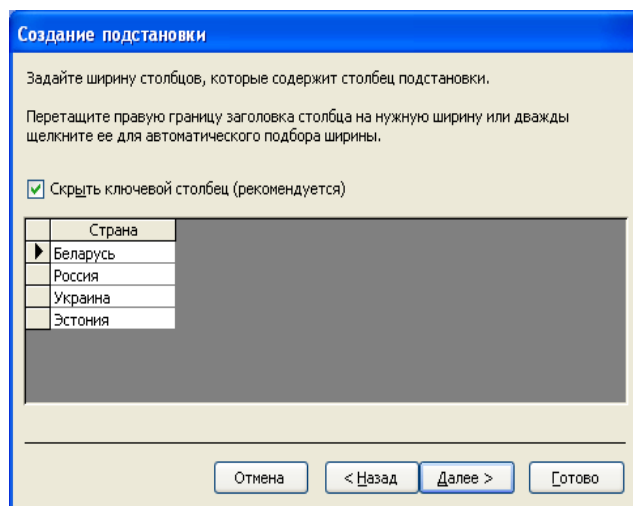 Создание подстановки
Задайте ширину столбцов, которые содержит столбец подстановки.
Перетащите правую границу заголовка столбца на нужную ширину или дважды
щелкните ее для автоматического подбора ширины.
Скрыть ключевой столбец (рекомендуется)
Страна
Беларусь
Россия
Украина
Эстония
Отмена
< Назад
Далее >
Готово